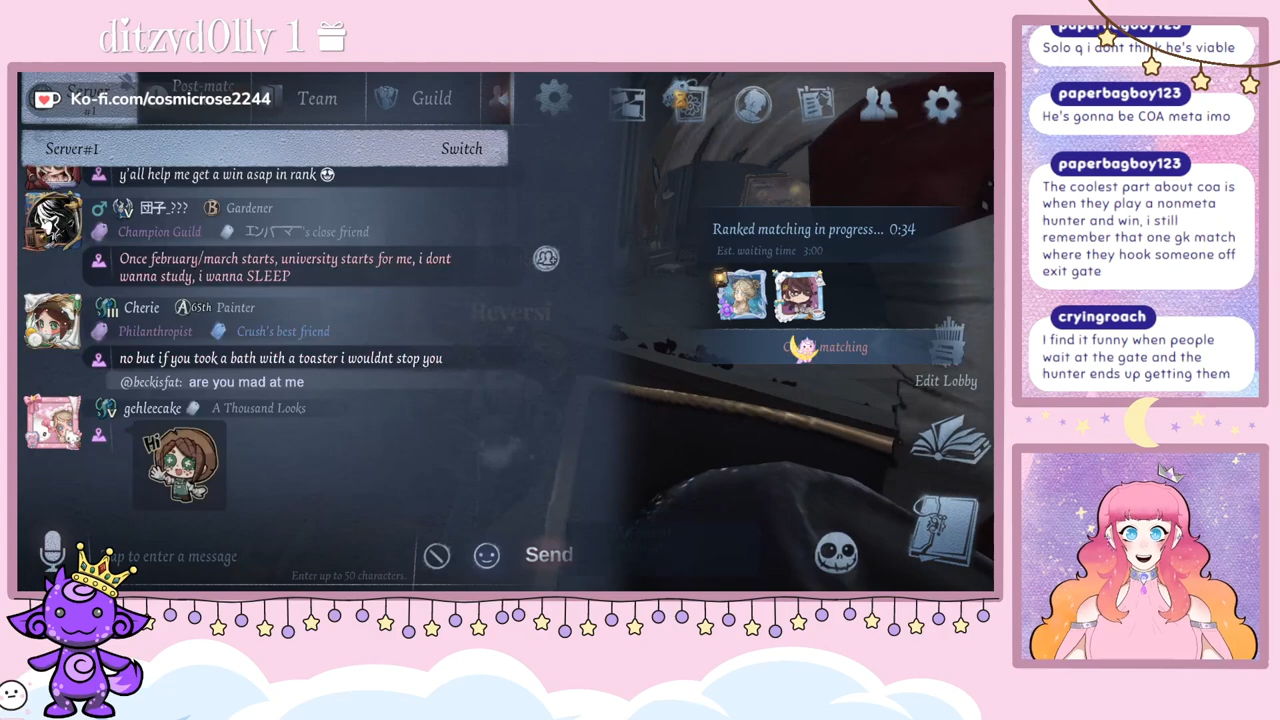 ditzyd0lly 1
Ko-fi.com/cosmicrose2244
Team
Guild
Server#1
Switch
y'all help me get a win asap in rank
団子_???
Gardener
Champion Guild
's close friend
Once february/march starts, university starts for me, i dont
wanna study, i wanna SLEEP
Cherie
A 65th Painter
Philanthropist
Crush's best friend
no but if you took a bath with a toaster i wouldnt stop you
@beckisfat: are you mad at me
gehleecake
A Thousand Looks
Hi
to enter a message
Enter up to 50 characters.
Send
Reversi
Ranked matching in progress... 0:34
Est. waiting time 3:00
matching
Edit Lobby
paperbagboy123
Solo q i dont think he's viable
paperbagboy123
He's gonna be COA meta imo
paperbagboy123
The coolest part about coa is
when they play a nonmeta
hunter and win, i still
remember that one gk match
where they hook someone off
exit gate
cryingroach
I find it funny when people
wait at the gate and the
hunter ends up getting them